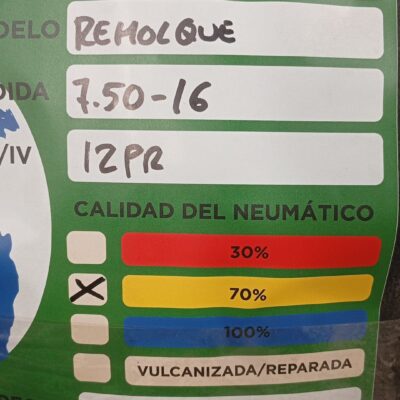 DELO REMOLQUE
DIDA 7.50-16
/IV 12PR
CALIDAD DEL NEUMÁTICO
30%
70%
100%
VULCANIZADA/REPARADA